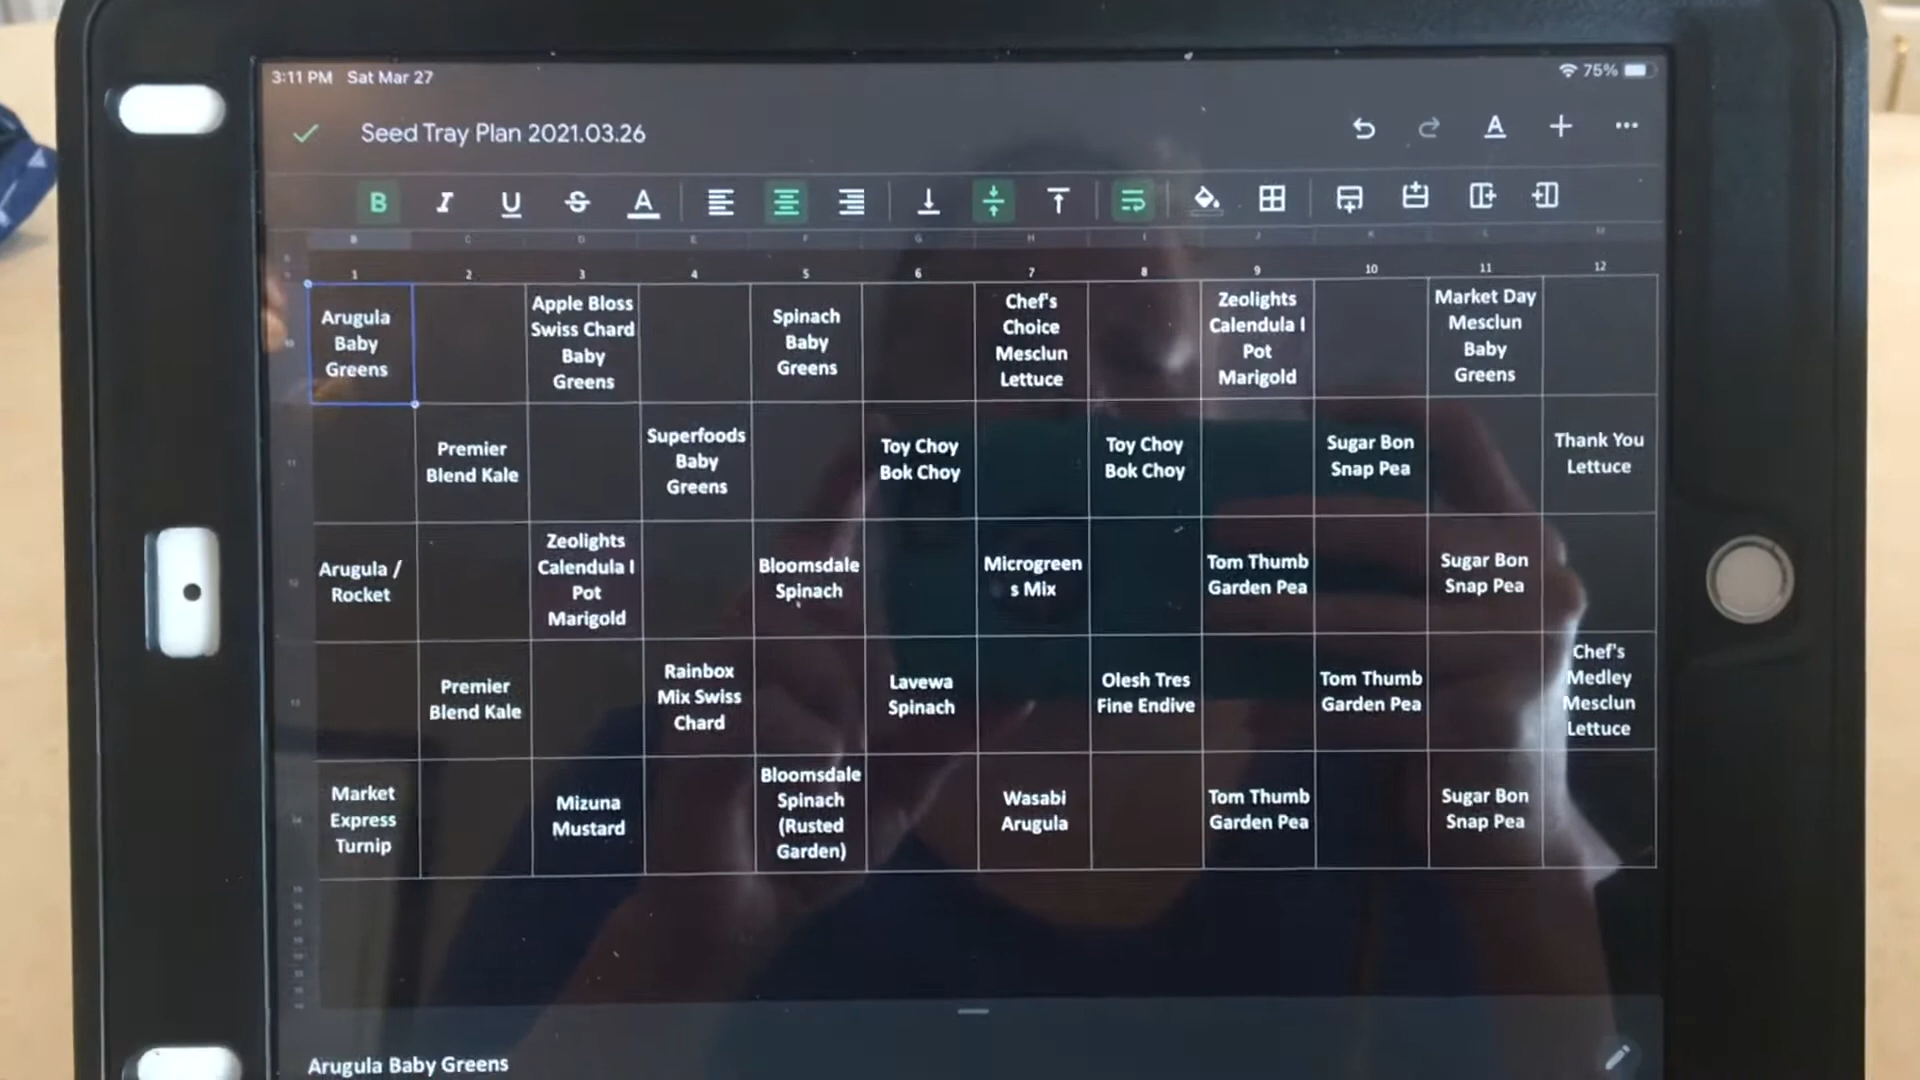 3:11 PM Sat Mar 27
75%
Seed Tray Plan 2021.03.26
B I U S A
B C D E F G H I J K L M
1 2 3 4 5 6 7 8 9 10 11 12
Arugula
Baby
Greens
Apple Bloss
Swiss Chard
Baby
Greens
Spinach
Baby
Greens
Chef's
Choice
Mesclun
Lettuce
Zeolights
Calendula l
Pot
Marigold
Market Day
Mesclun
Baby
Greens
Premier
Blend Kale
Superfoods
Baby
Greens
Toy Choy
Bok Choy
Toy Choy
Bok Choy
Sugar Bon
Snap Pea
Thank You
Lettuce
Arugula /
Rocket
Zeolights
Calendula l
Pot
Marigold
Bloomsdale
Spinach
Microgreen
s Mix
Tom Thumb
Garden Pea
Sugar Bon
Snap Pea
Premier
Blend Kale
Rainbox
Mix Swiss
Chard
Lavewa
Spinach
Olesh Tres
Fine Endive
Tom Thumb
Garden Pea
Chef's
Medley
Mesclun
Lettuce
Market
Express
Turnip
Mizuna
Mustard
Bloomsdale
Spinach
(Rusted
Garden)
Wasabi
Arugula
Tom Thumb
Garden Pea
Sugar Bon
Snap Pea
Arugula Baby Greens